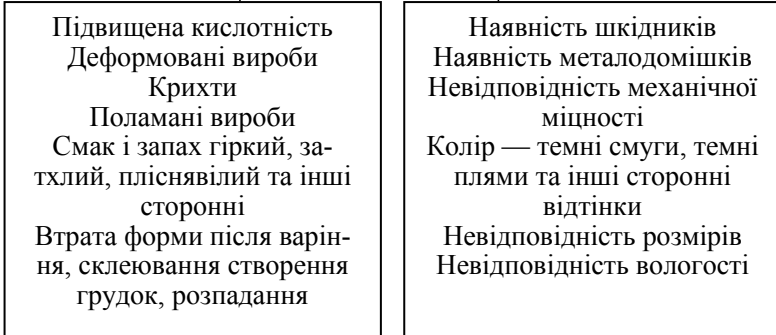 Підвищена кислотність
Деформовані вироби
Крихти
Поламані вироби
Смак і запах гіркий, за-
тхлий, пліснявілий та інші
сторонні
Втрата форми після варін-
ня, склеювання створення
грудок, розпадання
Наявність шкідників
Наявність металодомішків
Невідповідність механічної
міцності
Колір — темні смуги, темні
плями та інші сторонні
відтінки
Невідповідність розмірів
Невідповідність вологості